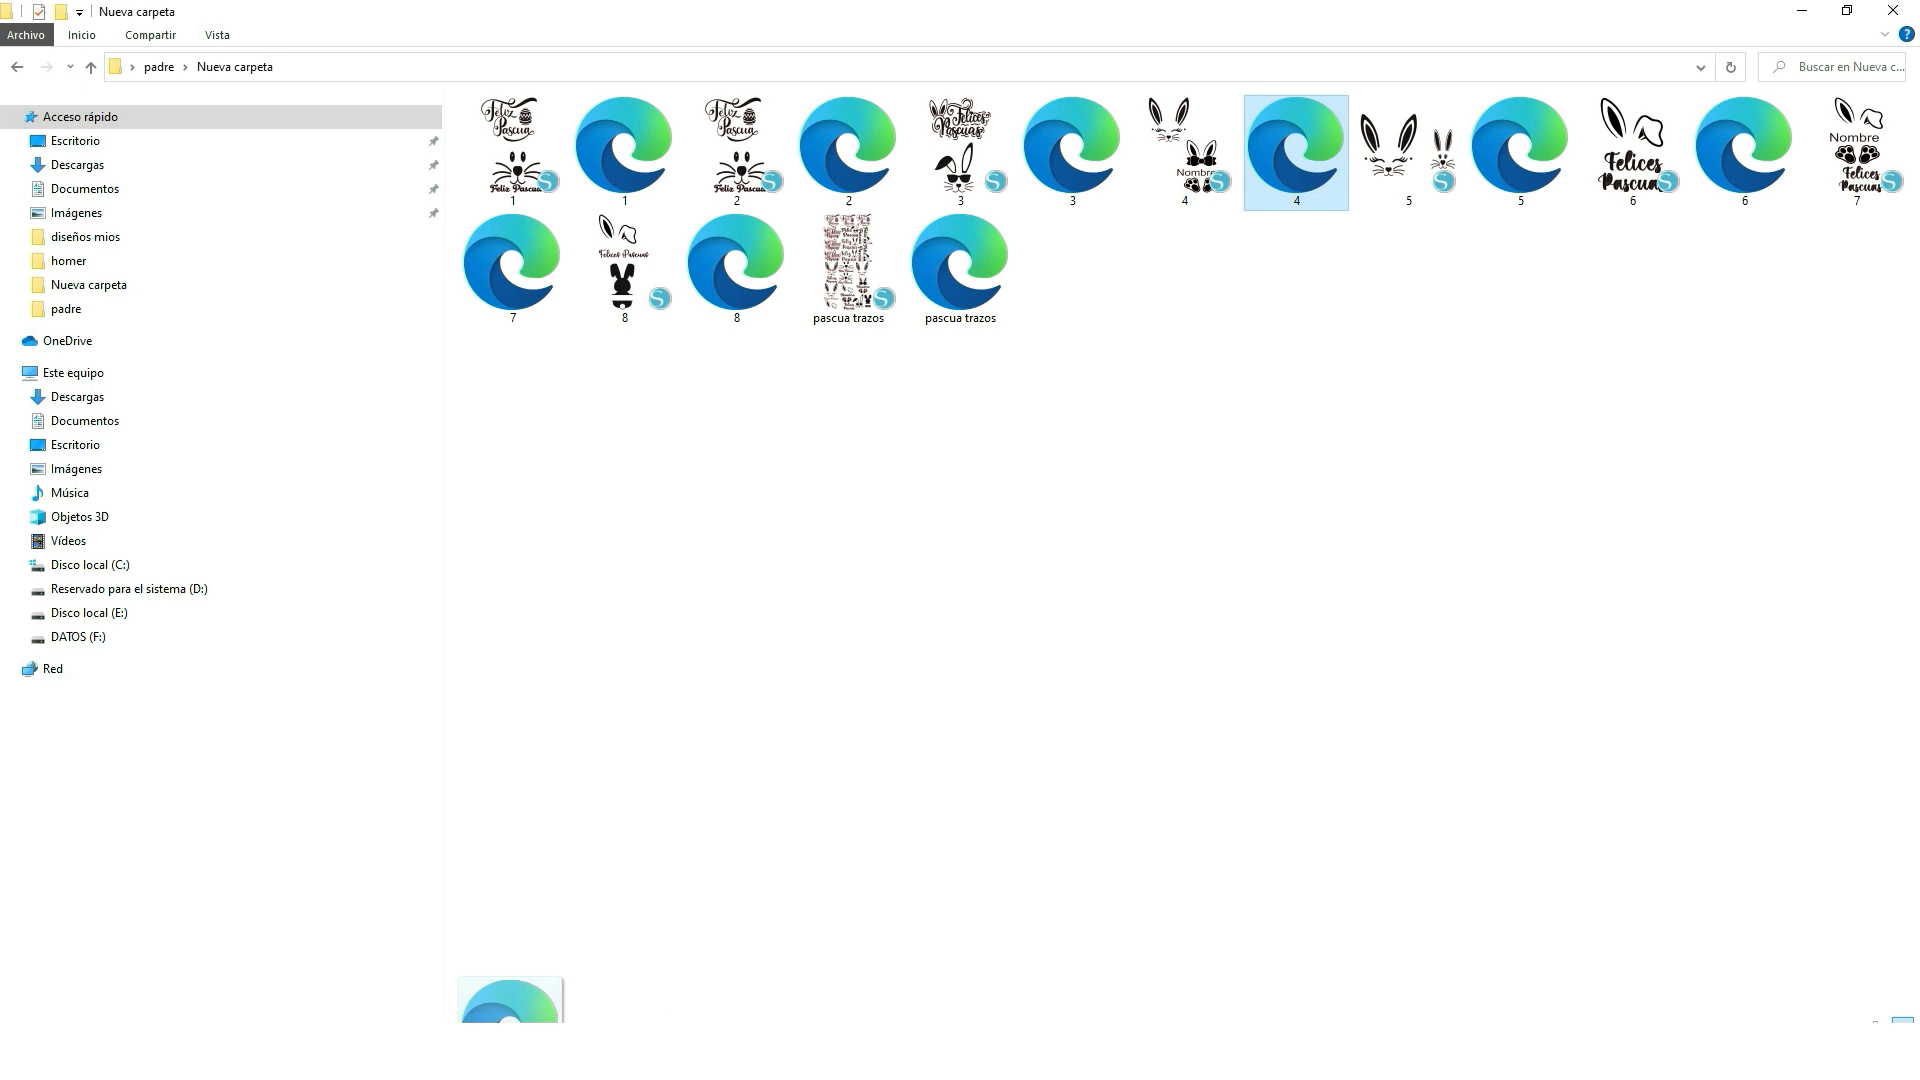 Nueva carpeta
Archivo Inicio Compartir Vista
padre Nueva carpeta
Buscar en Nueva c...
Acceso rápido
Escritorio
Descargas
Documentos
Imágenes
diseños mios
homer
Nueva carpeta
padre
OneDrive
Este equipo
Descargas
Documentos
Escritorio
Imágenes
Música
Objetos 3D
Vídeos
Disco local (C:)
Reservado para el sistema (D:)
Disco local (E:)
DATOS (F:)
Red
Feliz Pascua
Feliz Pascua
Feliz Pascua
Feliz Pascua
Felices Pascuas
Nombre
Felices Pascuas
Nombre
Felices Pascuas
1 1 2 2 3 3 4 4 5 5 6 6 7
Felices Pascuas
7 8 8 pascua trazos pascua trazos